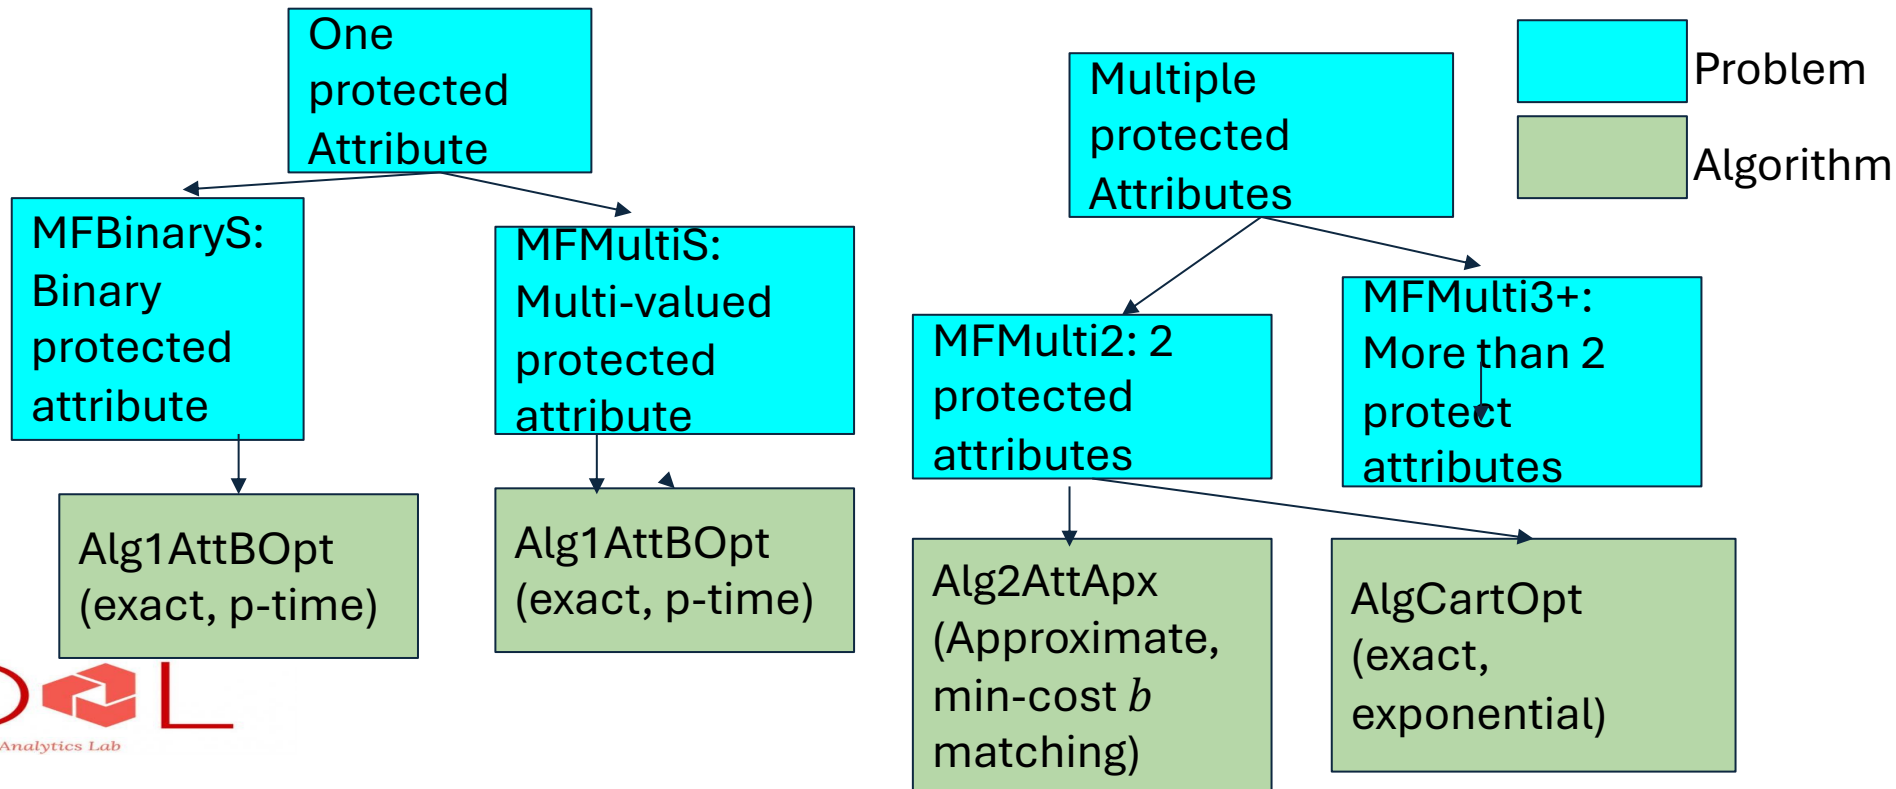 One
protected
Attribute
Multiple
protected
Attributes
Problem
Algorithm
MFBinaryS:
Binary
protected
attribute
MFMultiS:
Multi-valued
protected
attribute
MFMulti2: 2
protected
attributes
MFMulti3+:
More than 2
protect
attributes
Alg1AttBOpt
(exact, p-time)
Alg1AttBOpt
(exact, p-time)
Alg2AttApx
(Approximate,
min-cost b
matching)
AlgCartOpt
(exact,
exponential)
L
Analytics Lab